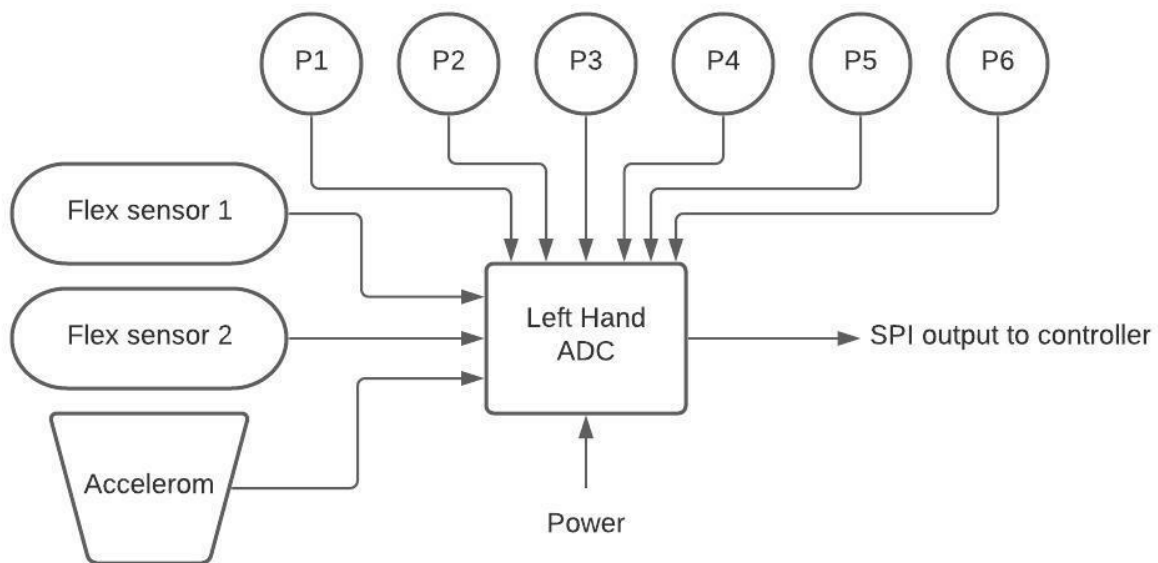 P1
P2
P3
P4
P5
P6
Flex sensor 1
Flex sensor 2
Left Hand
ADC
SPI output to controller
Accelerom
Power